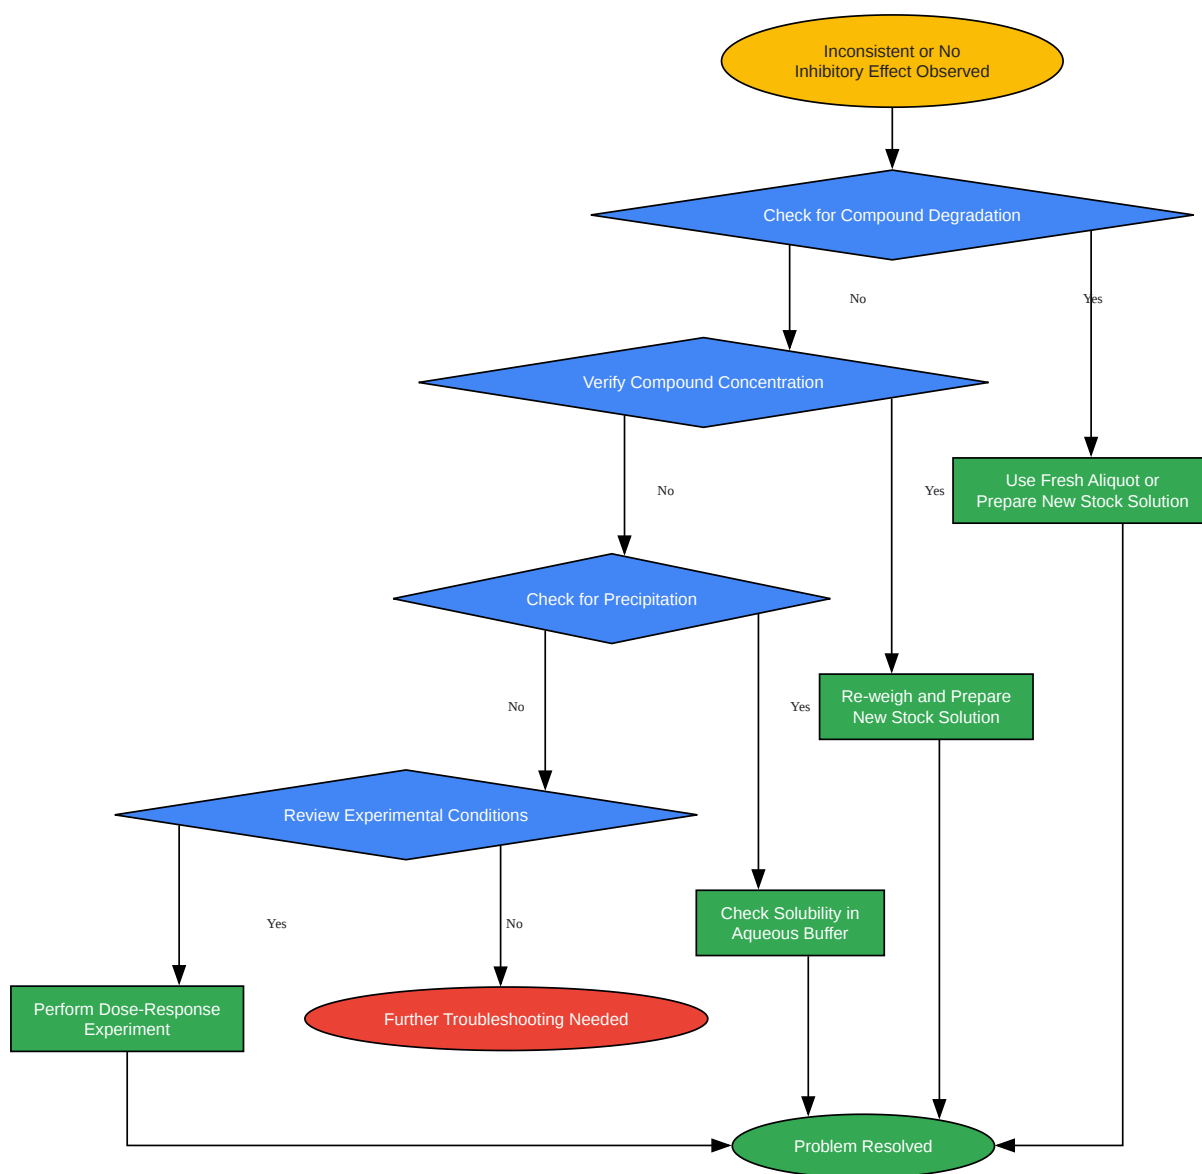 Inconsistent or No
Inhibitory Effect Observed
Check for Compound Degradation
No
Yes
Verify Compound Concentration
Use Fresh Aliquot or
Prepare New Stock Solution
No
Yes
Check for Precipitation
Re-weigh and Prepare
New Stock Solution
No
Yes
Review Experimental Conditions
Check Solubility in
Aqueous Buffer
Yes
No
Perform Dose-Response
Experiment
Further Troubleshooting Needed
Problem Resolved